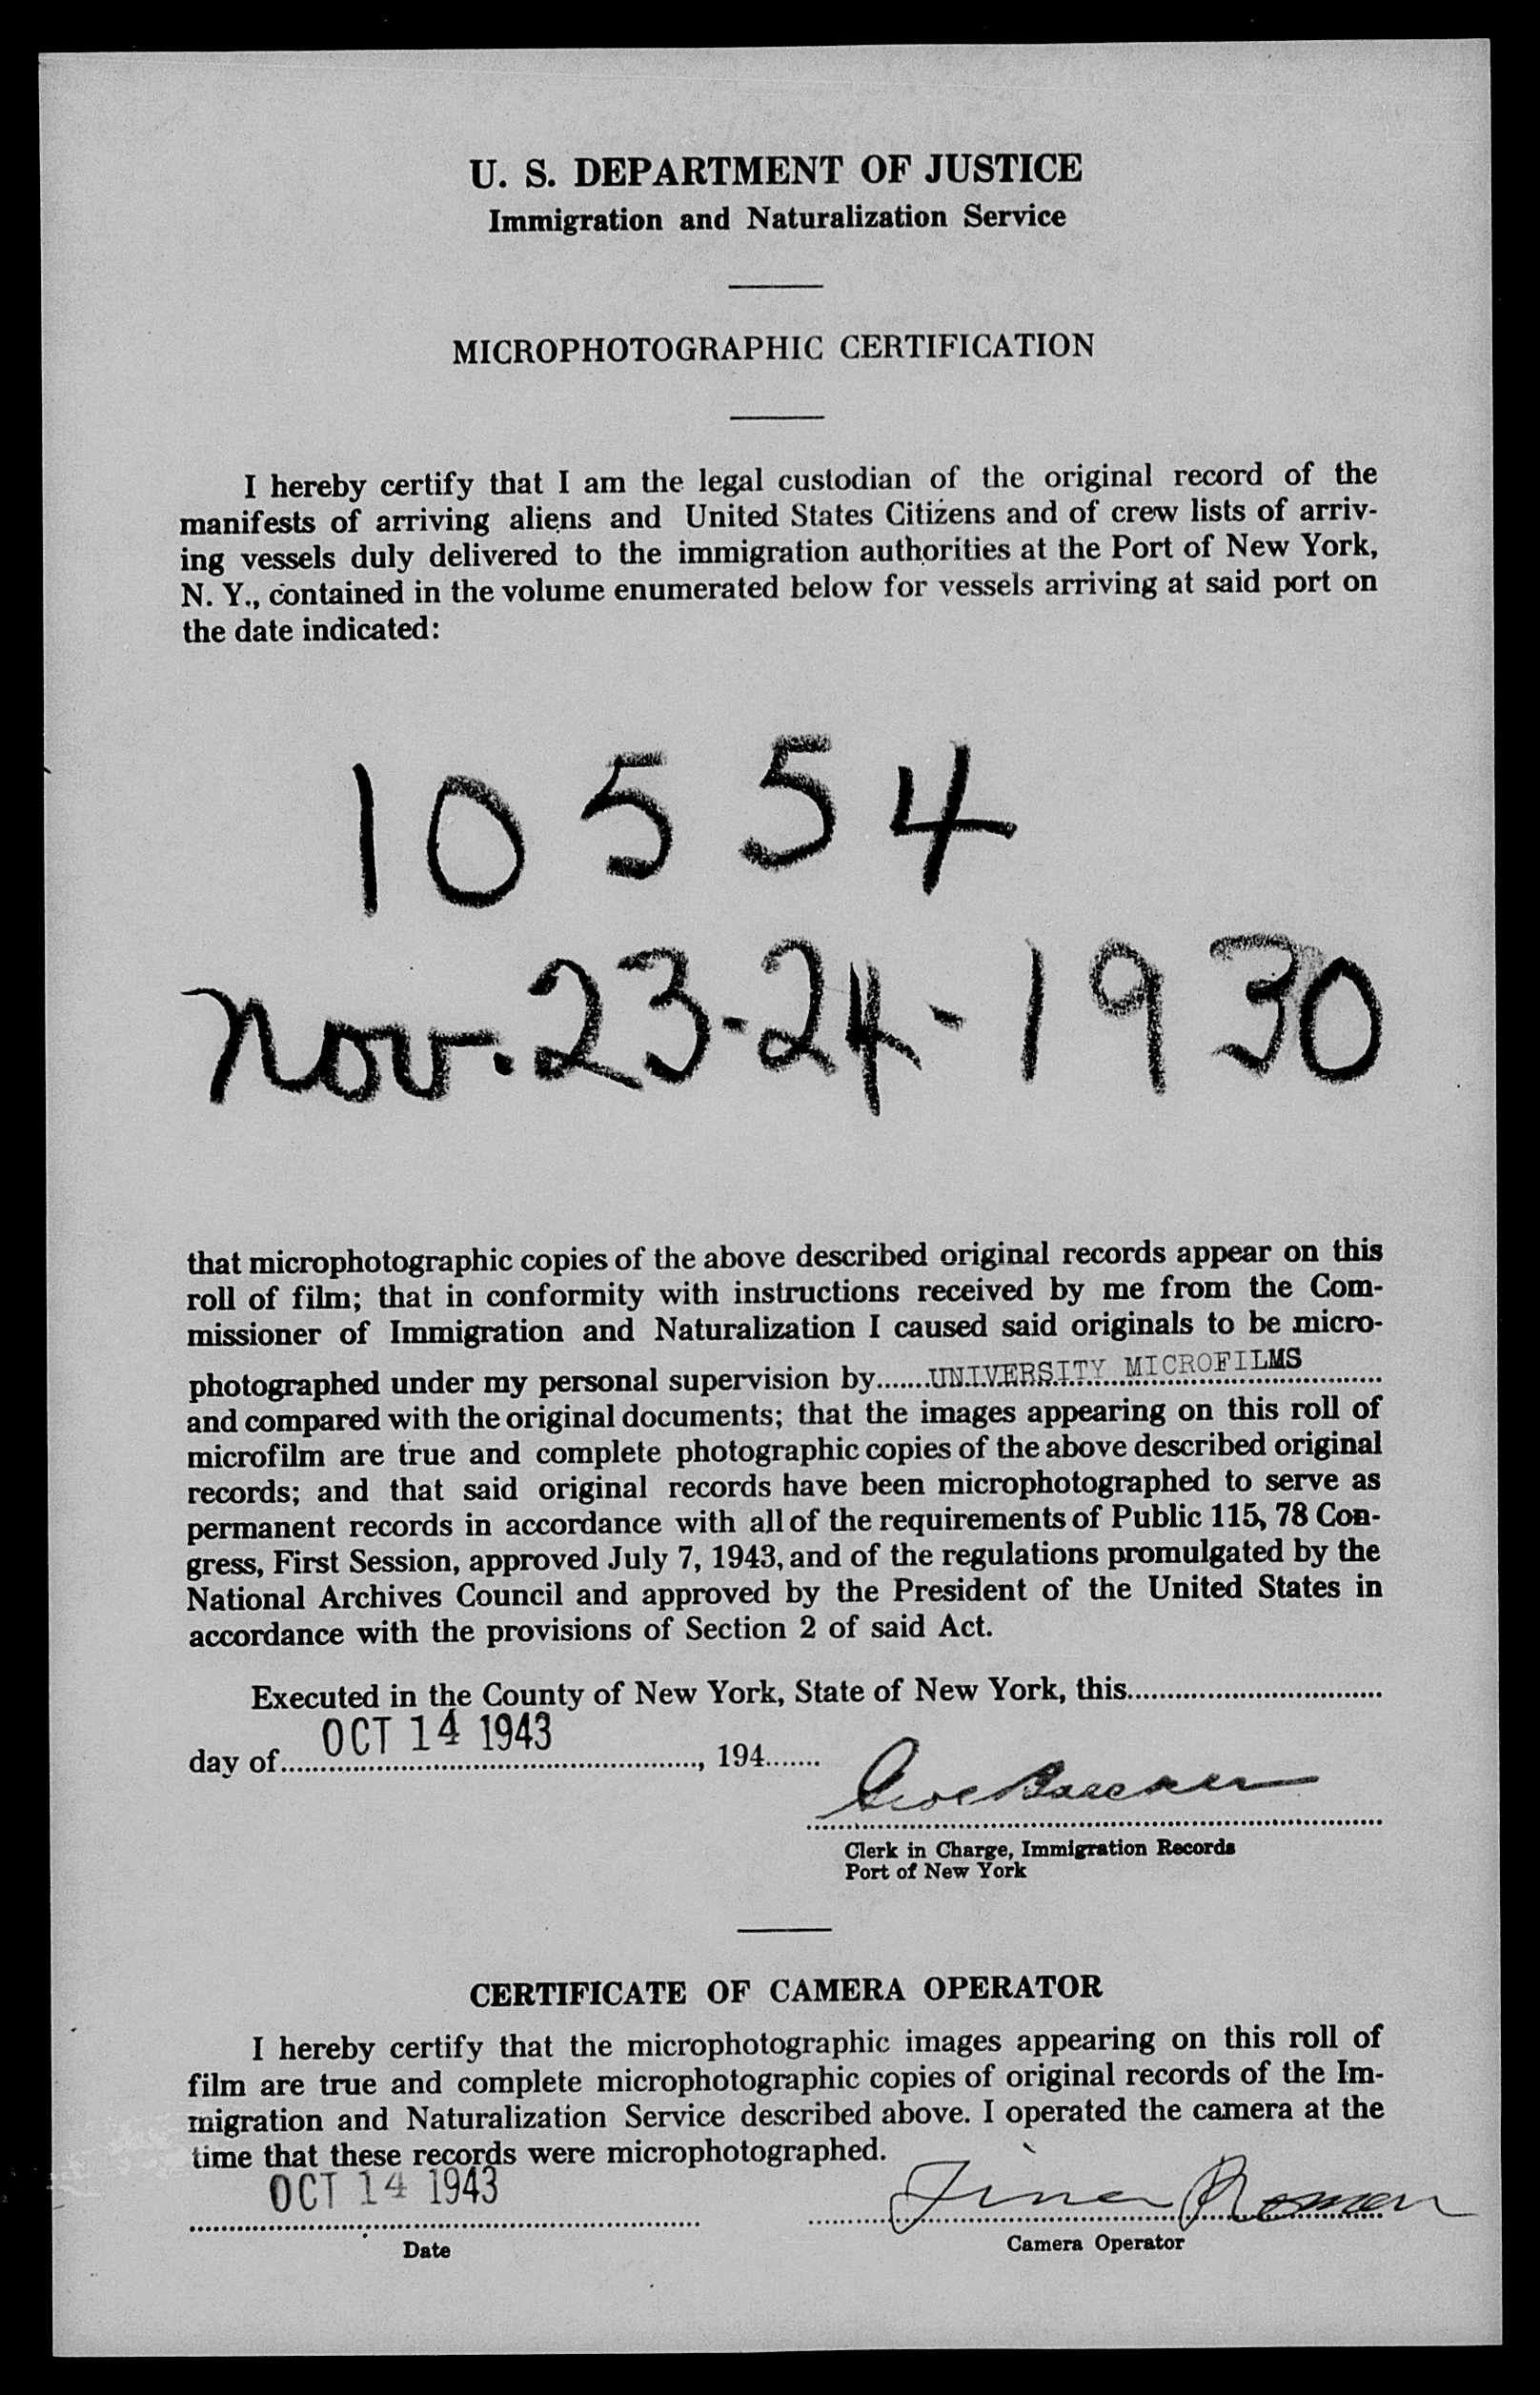 U. S. DEPARTMENT OF JUSTICE
Immigration and Naturalization Service
MICROPHOTOGRAPHIC CERTIFICATION
I hereby certify that I am the legal custodian of the original record of the
manifests of arriving aliens and United States Citizens and of crew lists of arriv-
ing vessels duly delivered to the immigration authorities at the Port of New York,
N. Y., contained in the volume enumerated below for vessels arriving at said port on
the date indicated:
10554
Nov. 23-24-1930
that microphotographic copies of the above described original records appear on this
roll of film; that in conformity with instructions received by me from the Com-
missioner of Immigration and Naturalization I caused said originals to be micro-
photographed under my personal supervision by.......UNIVERSITY MICROFILMS
and compared with the original documents; that the images appearing on this roll of
microfilm are true and complete photographic copies of the above described original
records; and that said original records have been microphotographed to serve as
permanent records in accordance with all of the requirements of Public 115, 78 Con-
gress, First Session, approved July 7, 1943, and of the regulations promulgated by the
National Archives Council and approved by the President of the United States in
accordance with the provisions of Section 2 of said Act.
Executed in the County of New York, State of New York, this
day of OCT 14 1943, 194
Clerk in Charge, Immigration Records
Port of New York
CERTIFICATE OF CAMERA OPERATOR
I hereby certify that the microphotographic images appearing on this roll of
film are true and complete microphotographic copies of original records of the Im-
migration and Naturalization Service described above. I operated the camera at the
time that these records were microphotographed.
OCT 14 1943
Date
Camera Operator